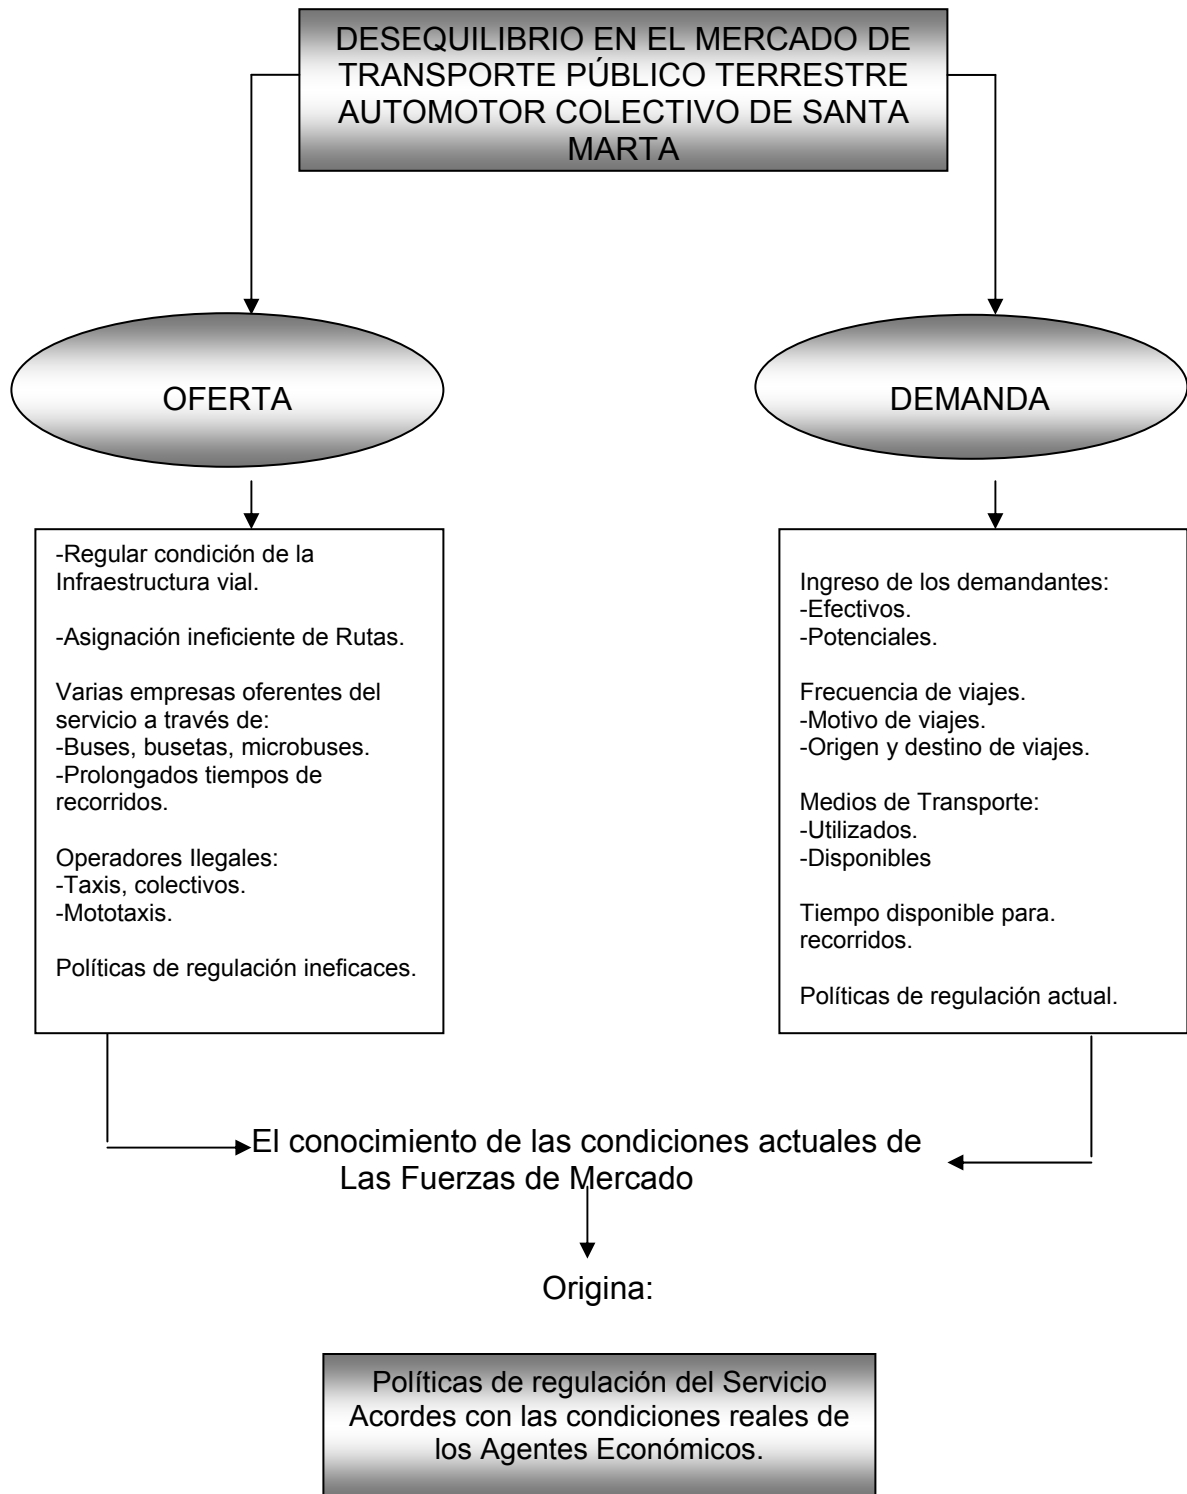 DESEQUILIBRIO EN EL MERCADO DE
TRANSPORTE PÚBLICO TERRESTRE
AUTOMOTOR COLECTIVO DE SANTA
MARTA
OFERTA
DEMANDA
-Regular condición de la
Infraestructura vial.
-Asignación ineficiente de Rutas.
Varias empresas oferentes del
servicio a través de:
-Buses, busetas, microbuses.
-Prolongados tiempos de
recorridos.
Operadores Ilegales:
-Taxis, colectivos.
-Mototaxis.
Políticas de regulación ineficaces.
Ingreso de los demandantes:
-Efectivos.
-Potenciales.
Frecuencia de viajes.
-Motivo de viajes.
-Origen y destino de viajes.
Medios de Transporte:
-Utilizados.
-Disponibles
Tiempo disponible para.
recorridos.
Políticas de regulación actual.
El conocimiento de las condiciones actuales de
Las Fuerzas de Mercado
Origina:
Políticas de regulación del Servicio
Acordes con las condiciones reales de
los Agentes Económicos.